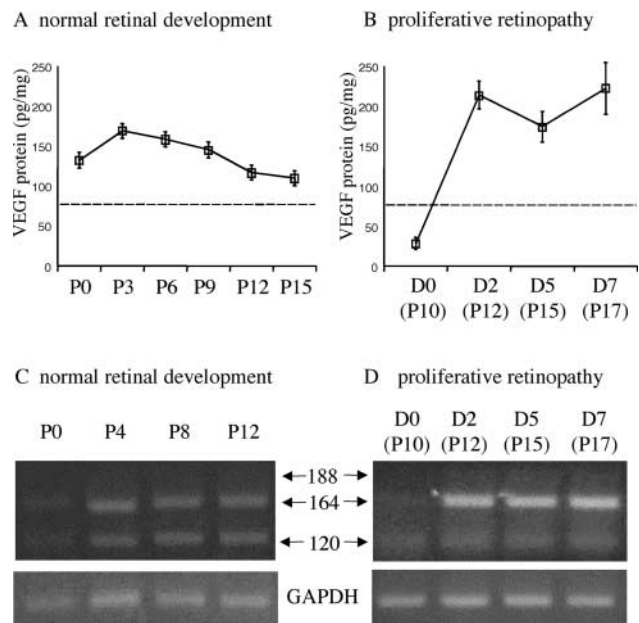 A normal retinal development
B proliferative retinopathy
VEGF protein (pg/mg)
250
200
150
100
50
0
P0 P3 P6 P9 P12 P15
VEGF protein (pg/mg)
250
200
150
100
50
0
D0 D2 D5 D7
(P10) (P12) (P15) (P17)
C normal retinal development
D proliferative retinopathy
P0 P4 P8 P12
D0 D2 D5 D7
(P10) (P12) (P15) (P17)
188
164
120
GAPDH